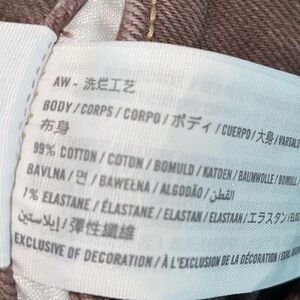 AW - 洗烂工艺
BODY / CORPS / CORPO / ボディ / CUERPO / 大身 / VARTALO
布身
99% COTTON / COTON / BOMULD / KATOEN / BAUMWOLLE / BOMULL
BAVLNA / 면 / BAWEŁNA / ALGODÃO / القطن /
1% ELASTANE / ÉLASTANE / ELASTAN / ELASTAAN / エラスタン /
إيلاستين / 弹性纖維
EXCLUSIVE OF DECORATION / À L'EXCLUSION DE LA DÉCORATION /